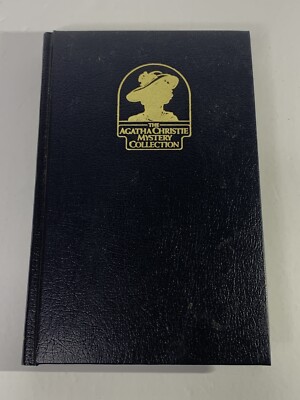 THE
AGATHA CHRISTIE
MYSTERY
COLLECTION